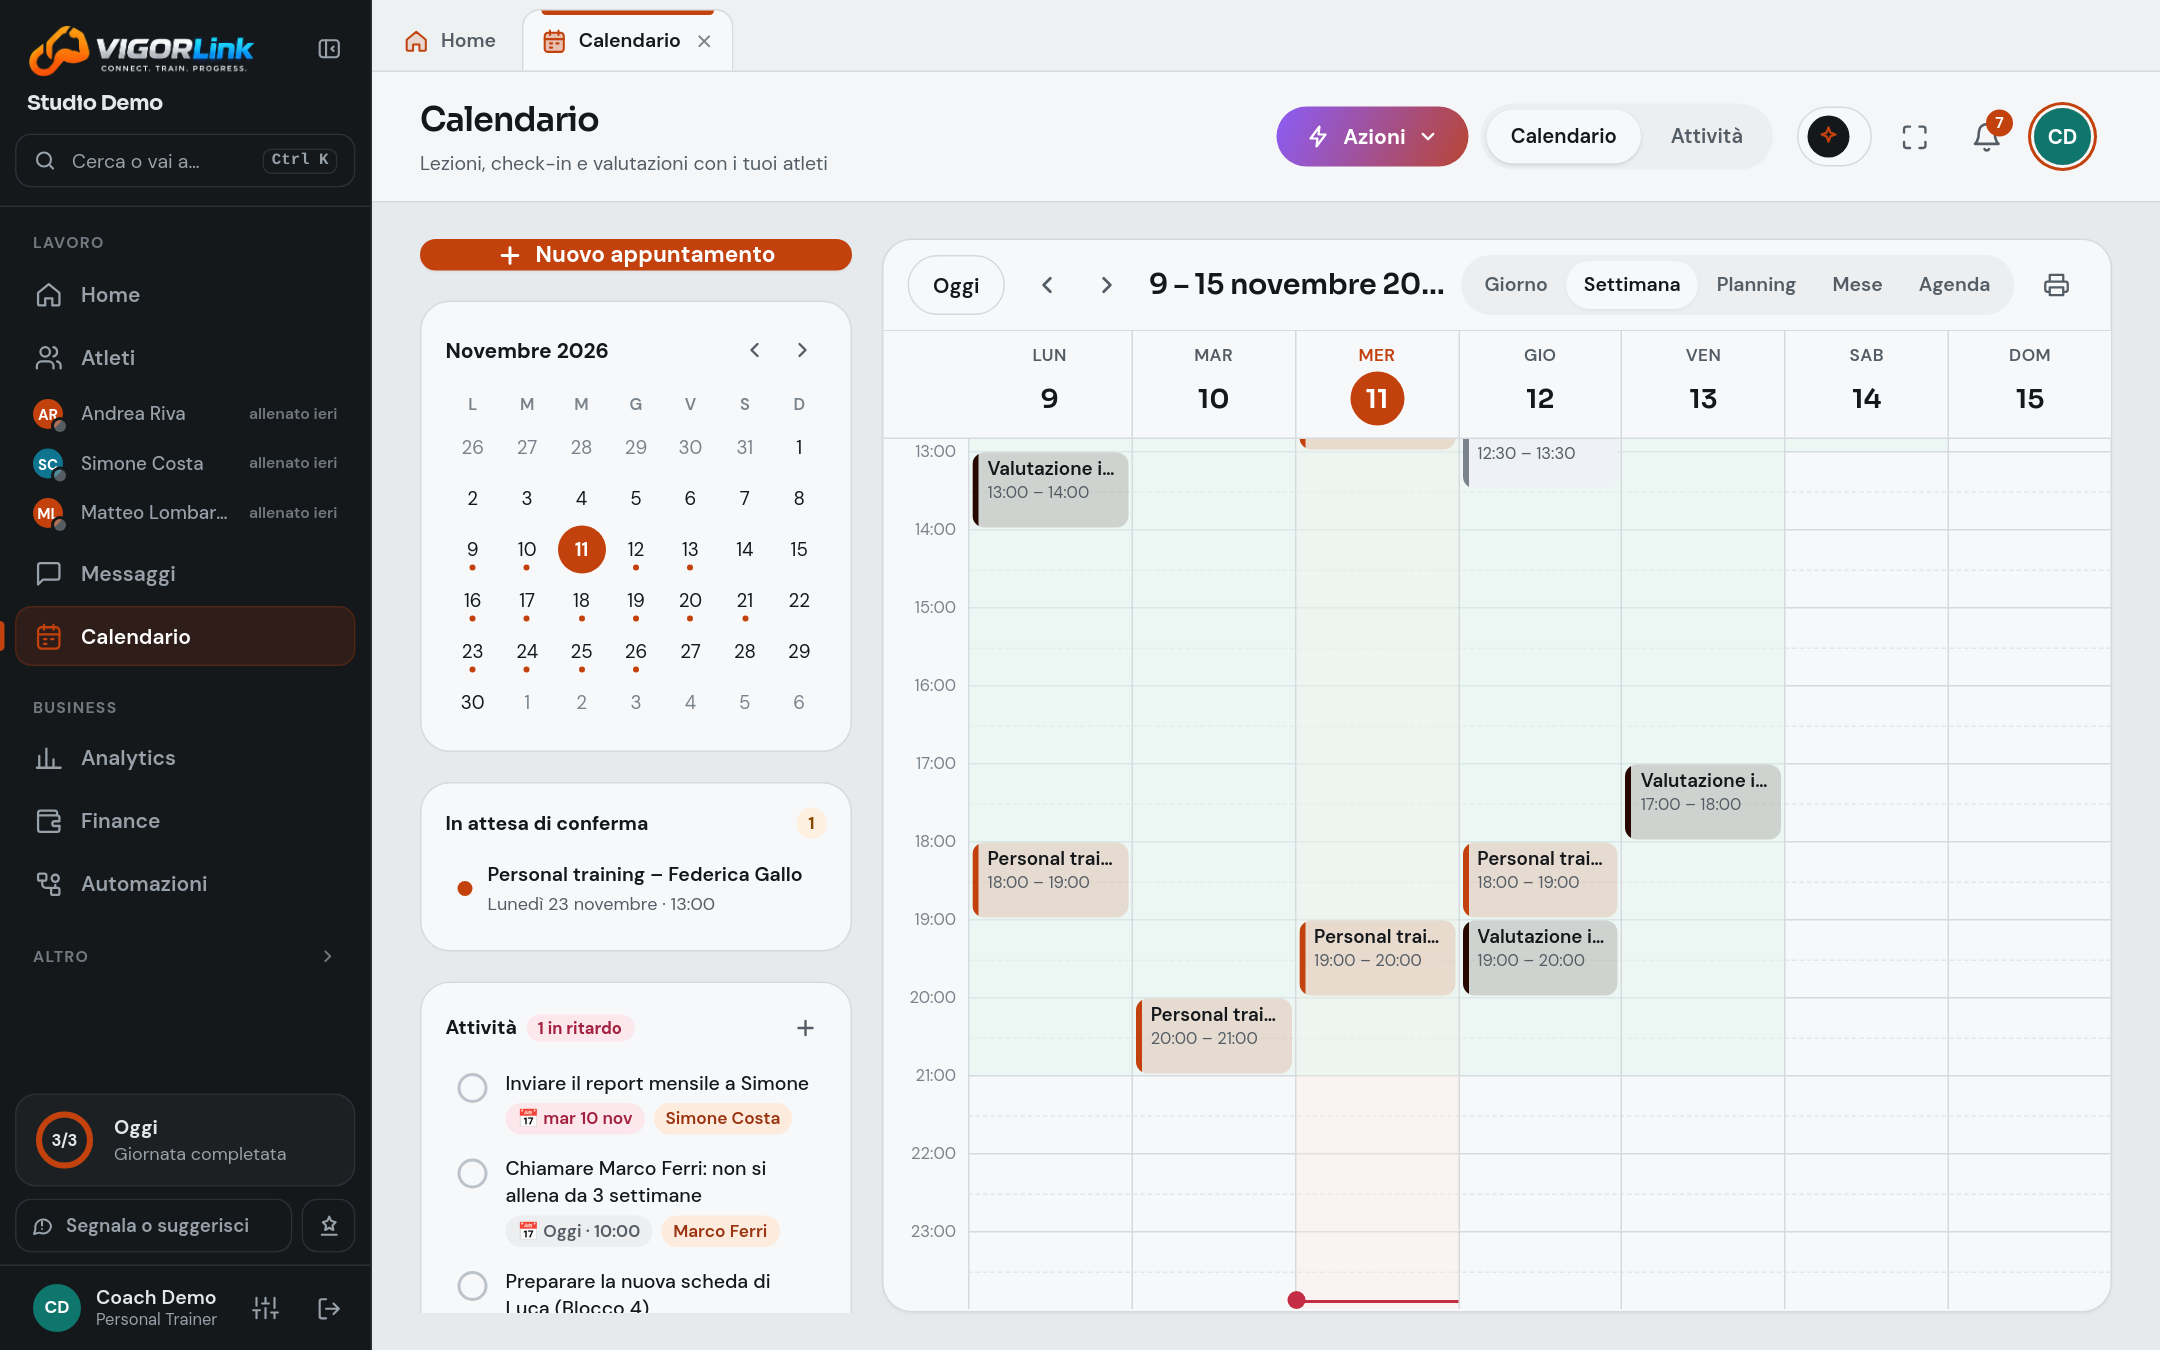 VIGORLink
CONNECT. TRAIN. PROGRESS.
Studio Demo
Cerca o vai a...
Ctrl K
LAVORO
Home
Atleti
AR Andrea Riva allenato ieri
SC Simone Costa allenato ieri
ML Matteo Lombar... allenato ieri
Messaggi
Calendario
BUSINESS
Analytics
Finance
Automazioni
ALTRO
3/3
Oggi
Giornata completata
Segnala o suggerisci
CD
Coach Demo
Personal Trainer
Home
Calendario
Calendario
Lezioni, check-in e valutazioni con i tuoi atleti
Azioni
Calendario
Attività
7
CD
Nuovo appuntamento
Novembre 2026
L M M G V S D
26 27 28 29 30 31 1
2 3 4 5 6 7 8
9 10 11 12 13 14 15
16 17 18 19 20 21 22
23 24 25 26 27 28 29
30 1 2 3 4 5 6
In attesa di conferma
1
Personal training – Federica Gallo
Lunedì 23 novembre · 13:00
Attività
1 in ritardo
Inviare il report mensile a Simone
mar 10 nov
Simone Costa
Chiamare Marco Ferri: non si
allena da 3 settimane
Oggi · 10:00
Marco Ferri
Preparare la nuova scheda di
Luca (Blocco 4)
Oggi
9 – 15 novembre 20...
Giorno
Settimana
Planning
Mese
Agenda
LUN MAR MER GIO VEN SAB DOM
9 10 11 12 13 14 15
13:00
14:00
15:00
16:00
17:00
18:00
19:00
20:00
21:00
22:00
23:00
Valutazione i...
13:00 – 14:00
Personal trai...
18:00 – 19:00
Personal trai...
20:00 – 21:00
Personal trai...
19:00 – 20:00
12:30 – 13:30
Personal trai...
18:00 – 19:00
Valutazione i...
19:00 – 20:00
Valutazione i...
17:00 – 18:00